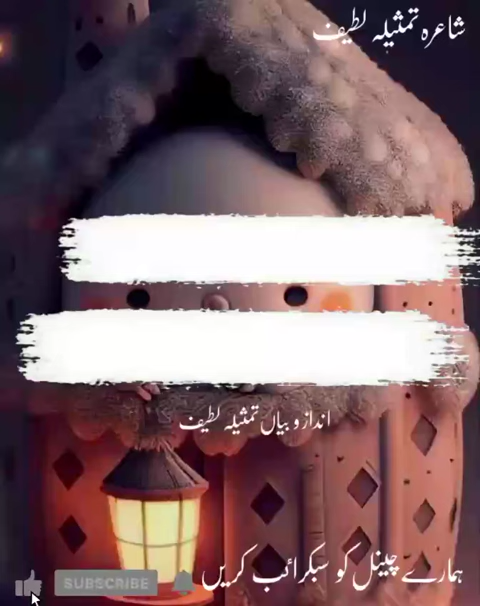 شاعرہ تمثیلہ لطیف
انداز و بیاں تمثیلہ لطیف
ہمارے چینل کو سبکرائب کریں
SUBSCRIBE